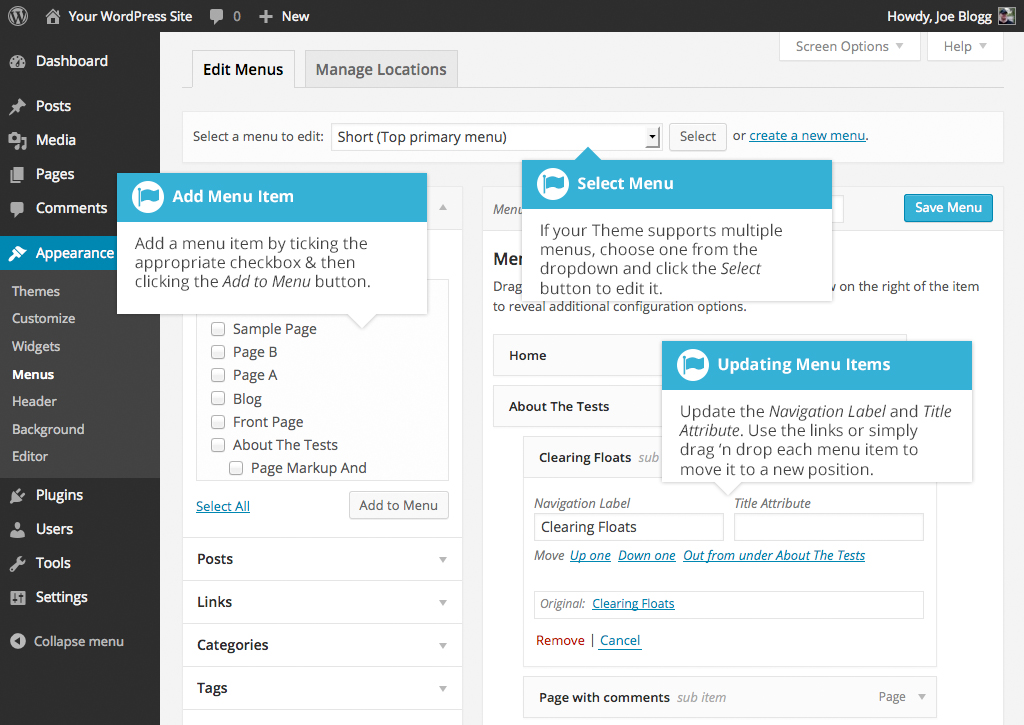 Your WordPress Site 0 New
Howdy, Joe Blogg
Dashboard
Posts
Media
Pages
Comments
Appearance
Themes
Customize
Widgets
Menus
Header
Background
Editor
Plugins
Users
Tools
Settings
Collapse menu
Screen Options
Help
Edit Menus
Manage Locations
Select a menu to edit: Short (Top primary menu) Select or create a new menu.
Add Menu Item
Add a menu item by ticking the
appropriate checkbox & then
clicking the Add to Menu button.
Sample Page
Page B
Page A
Blog
Front Page
About The Tests
Page Markup And
Select All
Add to Menu
Posts
Links
Categories
Tags
Select Menu
If your Theme supports multiple
menus, choose one from the
dropdown and click the Select
button to edit it.
Save Menu
on the right of the item
to reveal additional configuration options.
Home
About The Tests
Updating Menu Items
Update the Navigation Label and Title
Attribute. Use the links or simply
drag ‘n drop each menu item to
move it to a new position.
Clearing Floats sub
Navigation Label
Title Attribute
Clearing Floats
Move Up one Down one Out from under About The Tests
Original: Clearing Floats
Remove | Cancel
Page with comments sub item Page